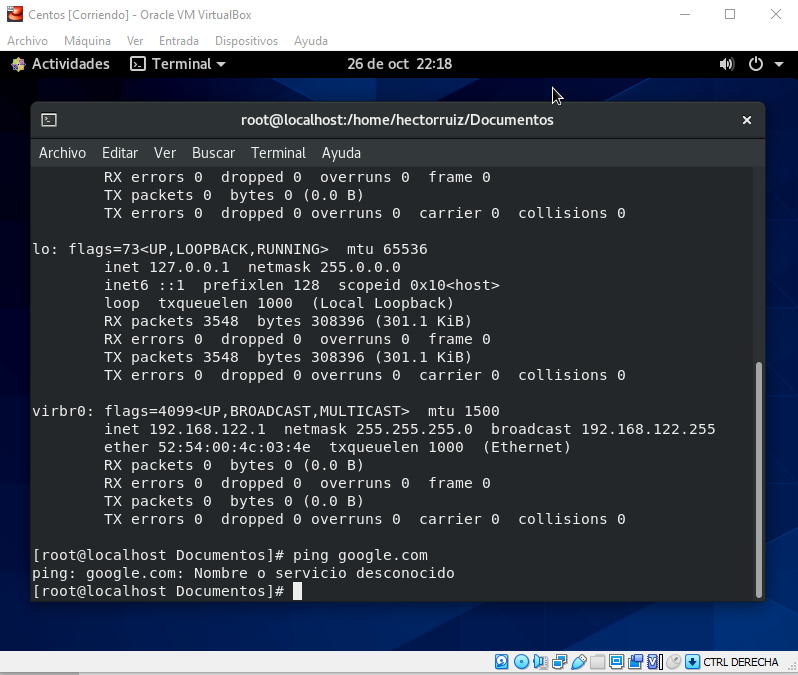 Centos [Corriendo] - Oracle VM VirtualBox
Archivo Máquina Ver Entrada Dispositivos Ayuda
Actividades Terminal 26 de oct 22:18
root@localhost:/home/hectorruiz/Documentos
Archivo Editar Ver Buscar Terminal Ayuda
RX errors 0 dropped 0 overruns 0 frame 0
TX packets 0 bytes 0 (0.0 B)
TX errors 0 dropped 0 overruns 0 carrier 0 collisions 0
lo: flags=73<UP,LOOPBACK,RUNNING> mtu 65536
inet 127.0.0.1 netmask 255.0.0.0
inet6 ::1 prefixlen 128 scopeid 0x10<host>
loop txqueuelen 1000 (Local Loopback)
RX packets 3548 bytes 308396 (301.1 KiB)
RX errors 0 dropped 0 overruns 0 frame 0
TX packets 3548 bytes 308396 (301.1 KiB)
TX errors 0 dropped 0 overruns 0 carrier 0 collisions 0
virbr0: flags=4099<UP,BROADCAST,MULTICAST> mtu 1500
inet 192.168.122.1 netmask 255.255.255.0 broadcast 192.168.122.255
ether 52:54:00:4c:03:4e txqueuelen 1000 (Ethernet)
RX packets 0 bytes 0 (0.0 B)
RX errors 0 dropped 0 overruns 0 frame 0
TX packets 0 bytes 0 (0.0 B)
TX errors 0 dropped 0 overruns 0 carrier 0 collisions 0
[root@localhost Documentos]# ping google.com
ping: google.com: Nombre o servicio desconocido
[root@localhost Documentos]#
CTRL DERECHA